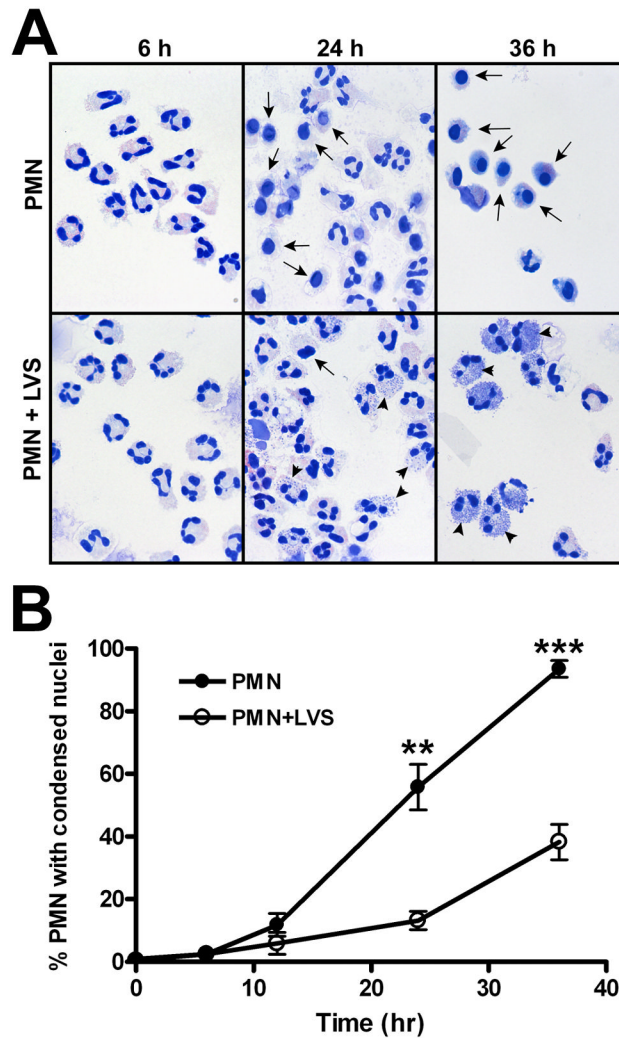 A
6 h 24 h 36 h
PMN
PMN + LVS
B
100
80
60
40
20
0
% PMN with condensed nuclei
PMN
PMN+LVS
**
***
0 10 20 30 40
Time (hr)